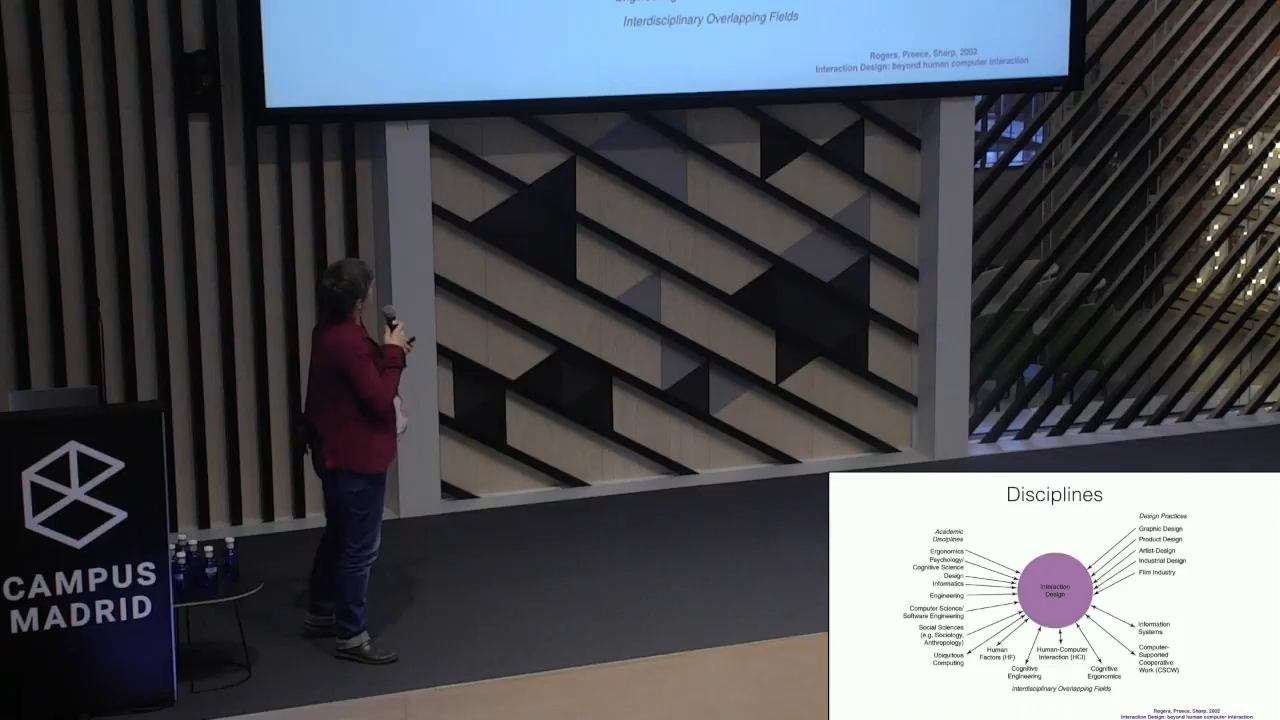 Interdisciplinary Overlapping Fields
Rogers, Preece, Sharp, 2002
Interaction Design: beyond human computer interaction
CAMPUS
MADRID
Disciplines
Academic
Disciplines
Ergonomics
Psychology/
Cognitive Science
Design
Informatics
Engineering
Computer Science/
Software Engineering
Social Sciences
(e.g, Sociology,
Anthropology)
Ubiquitous
Computing
Human
Factors (HF)
Cognitive
Engineering
Human-Computer
Interaction (HCI)
Cognitive
Ergonomics
Interaction
Design
Design Practices
Graphic Design
Product Design
Artist-Design
Industrial Design
Film Industry
Information
Systems
Computer-
Supported
Cooperative
Work (CSCW)
Interdisciplinary Overlapping Fields
Rogers, Preece, Sharp, 2002
Interaction Design: beyond human computer interaction